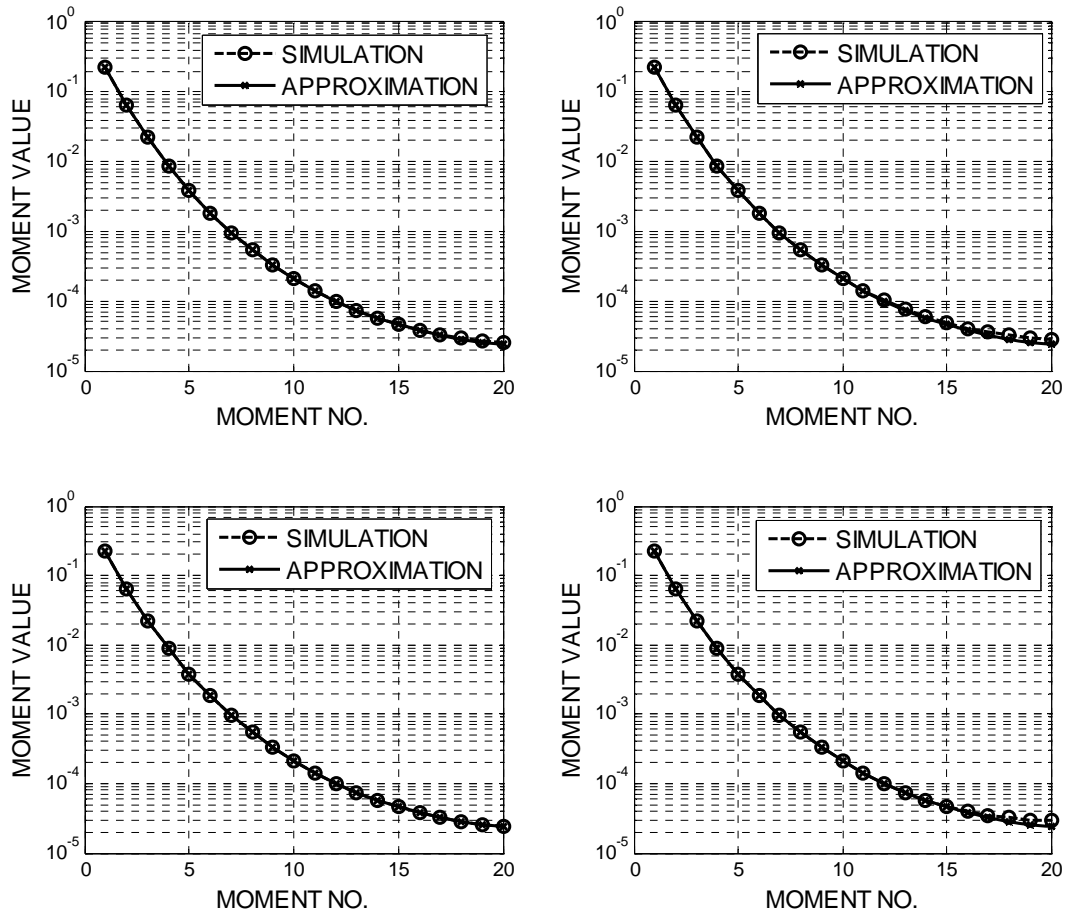 10^0
10^-1
10^-2
10^-3
10^-4
10^-5
MOMENT VALUE
SIMULATION
APPROXIMATION
0 5 10 15 20
MOMENT NO.
10^0
10^-1
10^-2
10^-3
10^-4
10^-5
MOMENT VALUE
SIMULATION
APPROXIMATION
0 5 10 15 20
MOMENT NO.
10^0
10^-1
10^-2
10^-3
10^-4
10^-5
MOMENT VALUE
SIMULATION
APPROXIMATION
0 5 10 15 20
MOMENT NO.
10^0
10^-1
10^-2
10^-3
10^-4
10^-5
MOMENT VALUE
SIMULATION
APPROXIMATION
0 5 10 15 20
MOMENT NO.